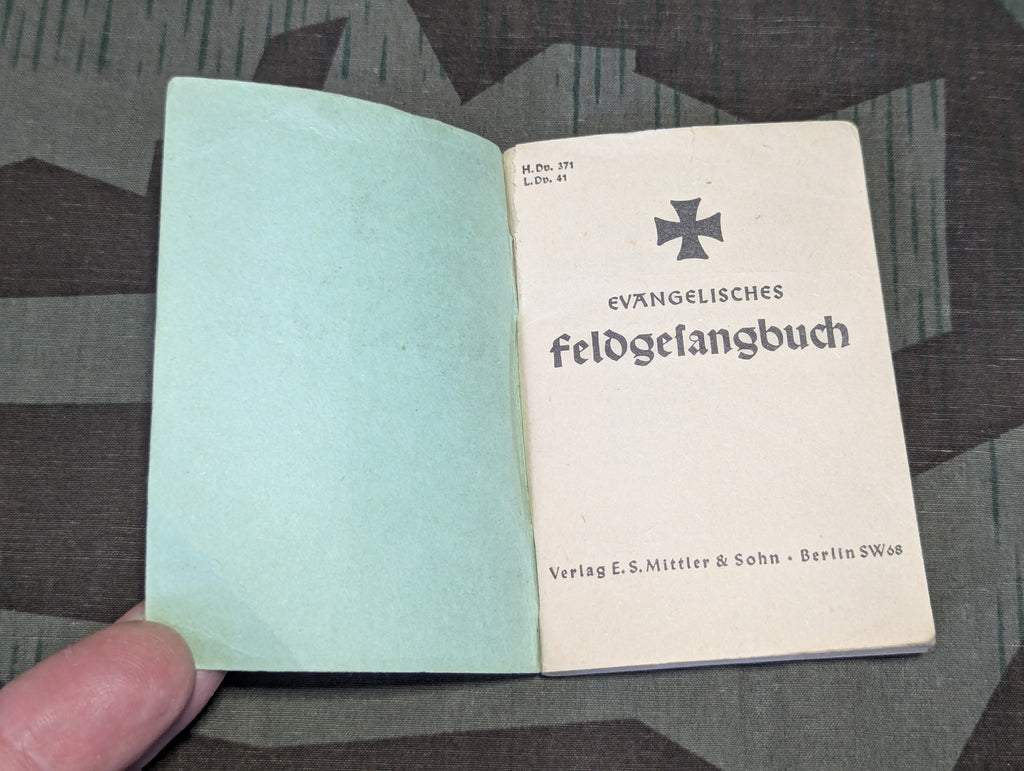 H.Dv. 371
L.Dv. 41
EVANGELISCHES
Feldgeſangbuch
Verlag E. S. Mittler & Sohn • Berlin SW68